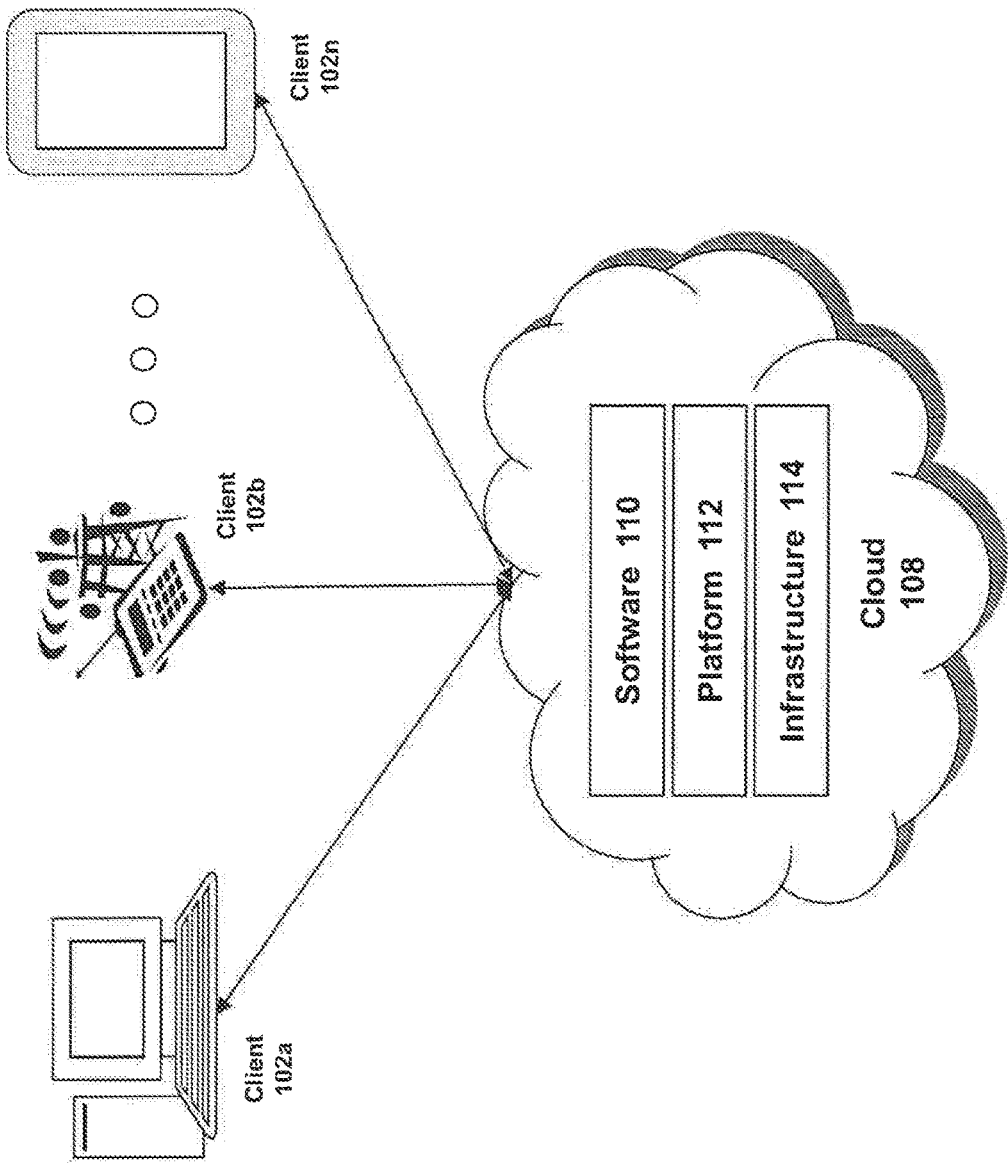 Client
102a
Client
102b
Client
102n
Software 110
Platform 112
Infrastructure 114
Cloud
108